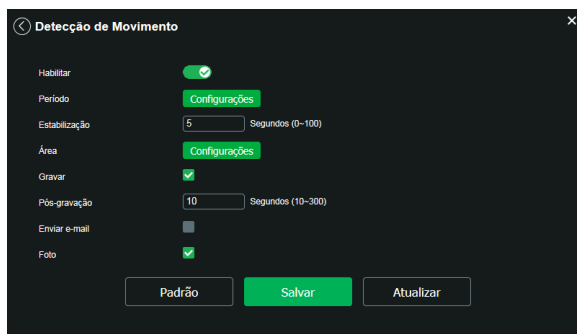 Detecção de Movimento
Habilitar
Período Configurações
Estabilização 5 Segundos (0~100)
Área Configurações
Gravar
Pós-gravação 10 Segundos (10~300)
Enviar e-mail
Foto
Padrão Salvar Atualizar